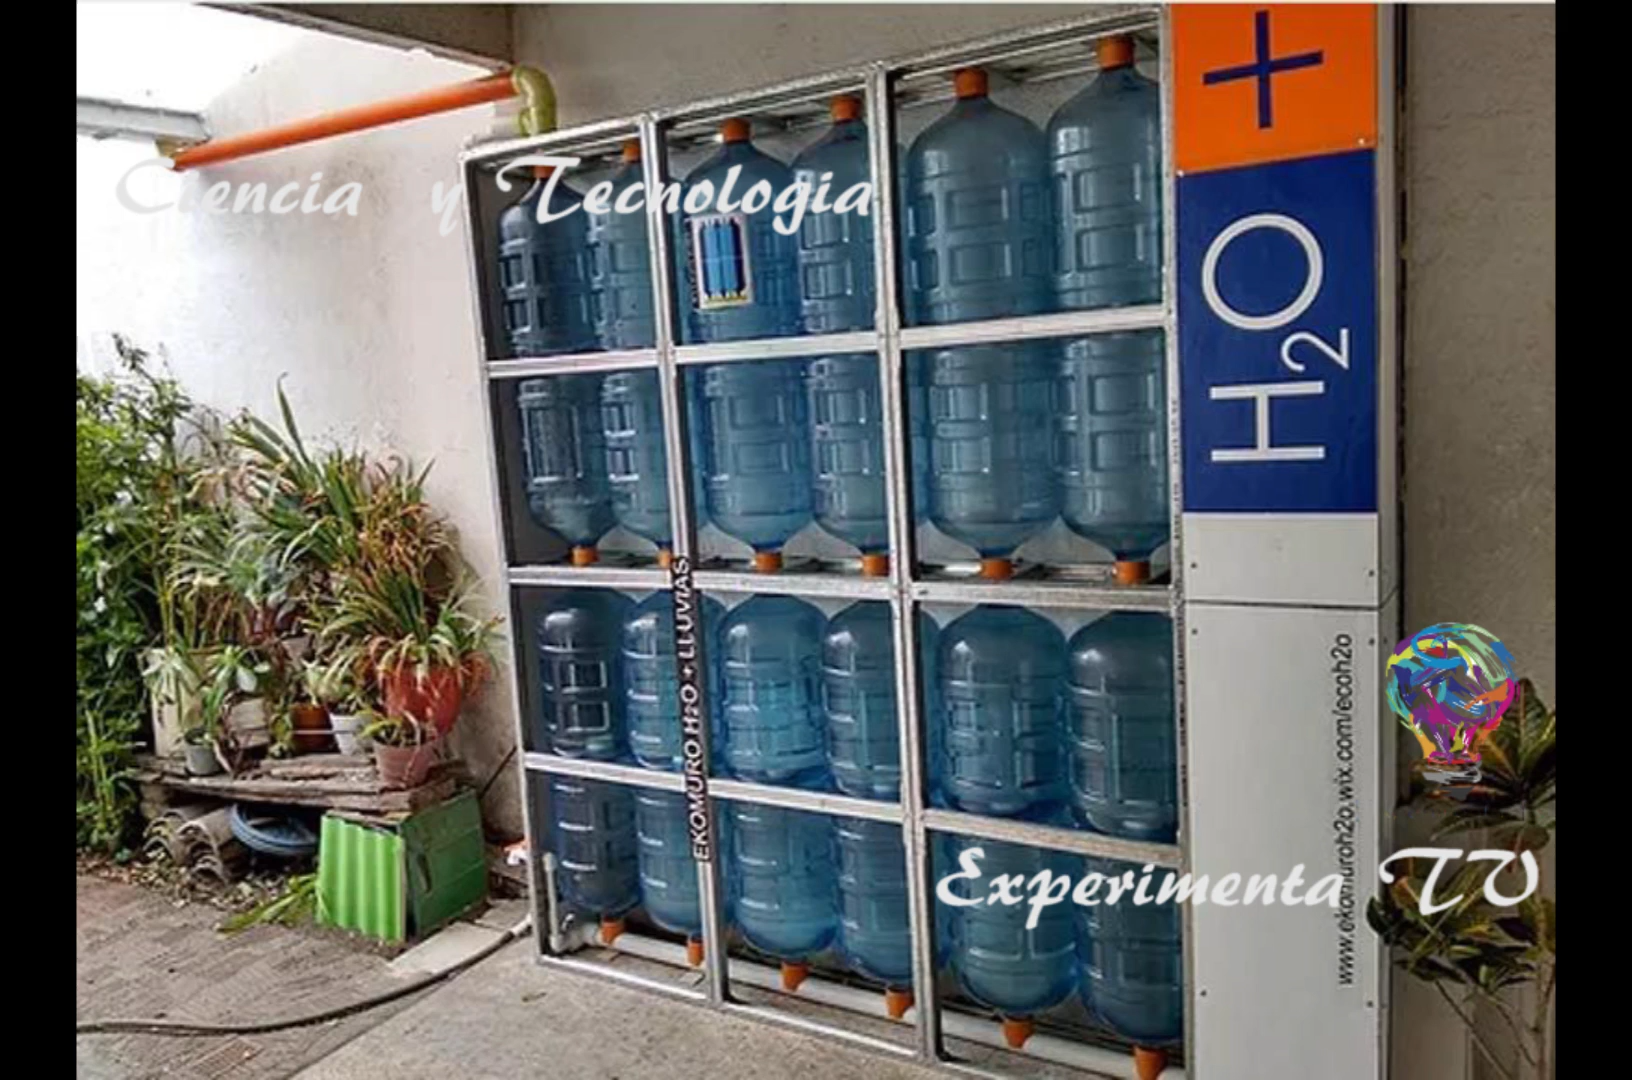 +
H₂O
Ciencia y Tecnologia
EKOMURO H₂O + LLUVIAS
www.ekomuroh2o.wix.com/ecoh2o
Experimenta TV